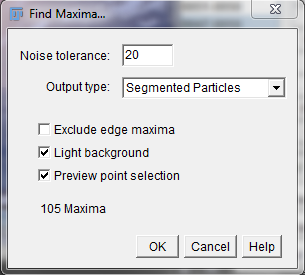 Find Maxima...
Noise tolerance: 20
Output type: Segmented Particles
Exclude edge maxima
Light background
Preview point selection
105 Maxima
OK Cancel Help